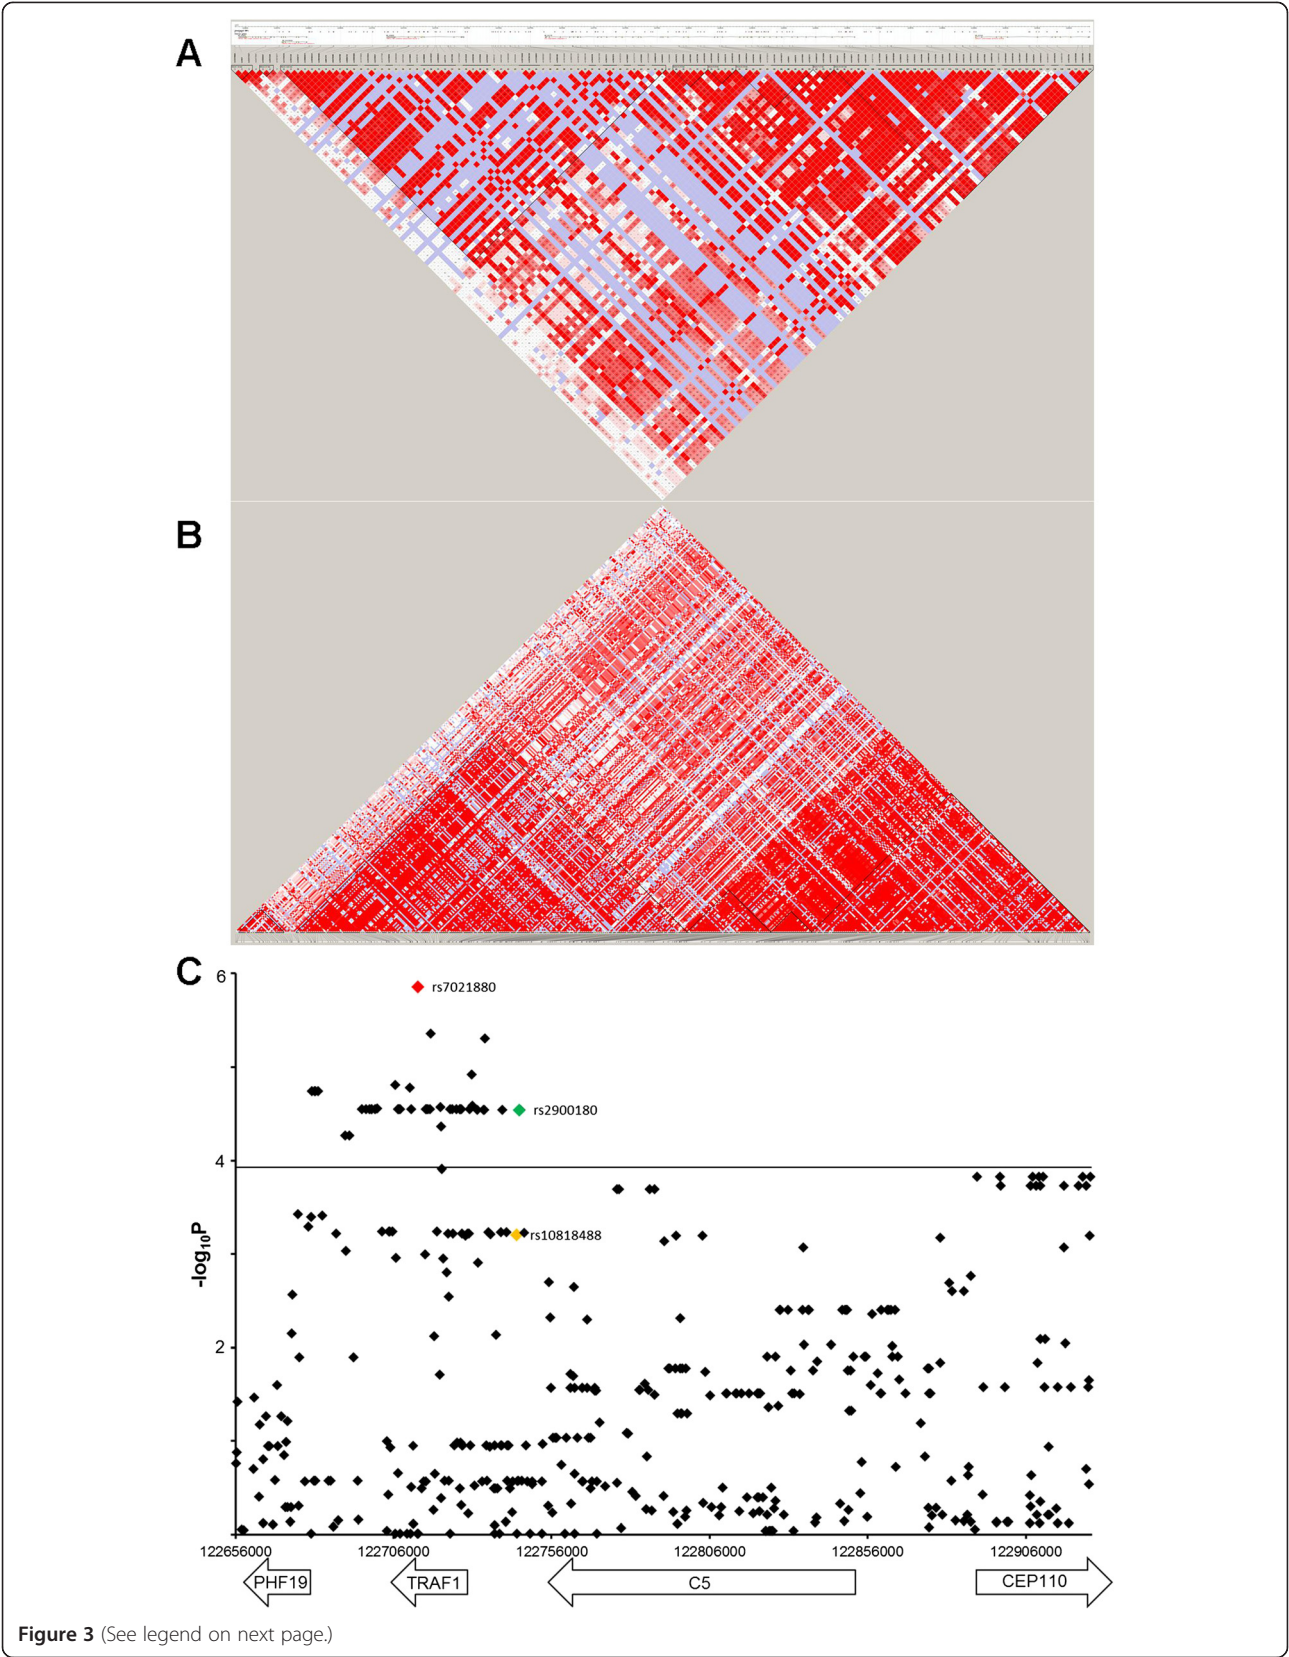 A
B
C
6
rs7021880
rs2900180
4
rs10818488
-log10P
2
122656000 122706000 122756000 122806000 122856000 122906000
PHF19 TRAF1 C5 CEP110
Figure 3 (See legend on next page.)